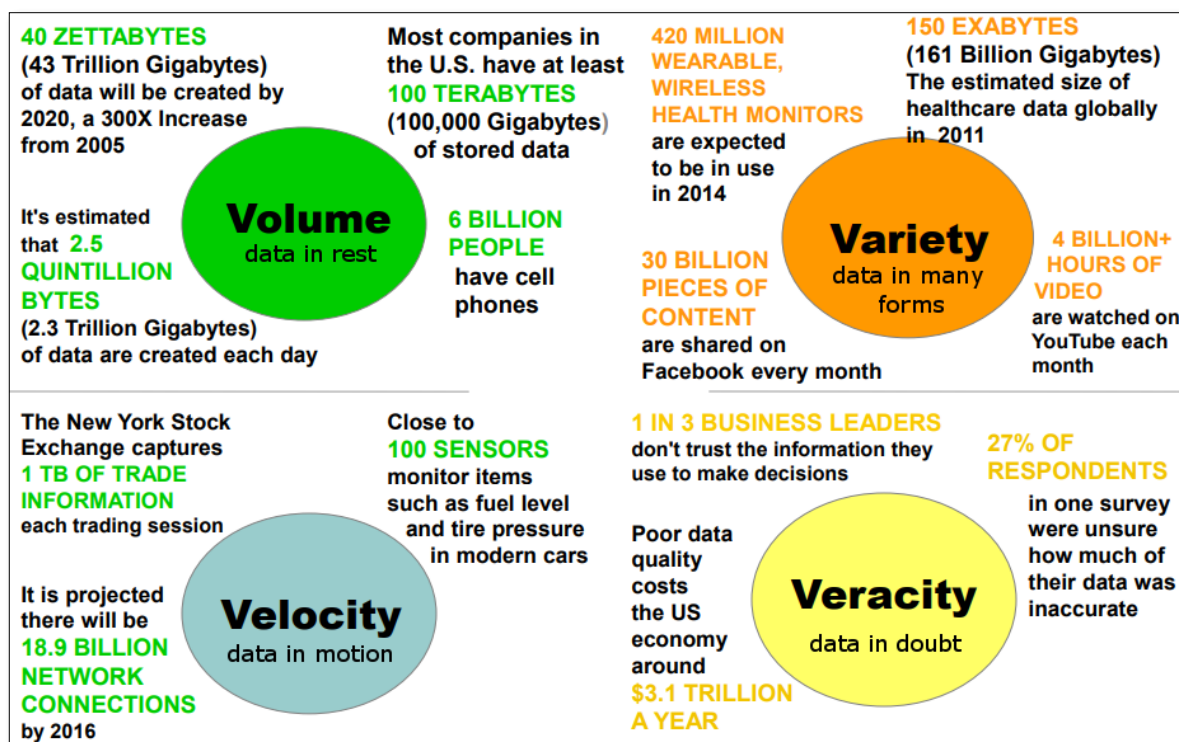 40 ZETTABYTES
(43 Trillion Gigabytes)
of data will be created by
2020, a 300X Increase
from 2005
Most companies in
the U.S. have at least
100 TERABYTES
(100,000 Gigabytes)
of stored data
Volume
data in rest
It's estimated
that 2.5
QUINTILLION
BYTES
(2.3 Trillion Gigabytes)
of data are created each day
6 BILLION
PEOPLE
have cell
phones
420 MILLION
WEARABLE,
WIRELESS
HEALTH MONITORS
are expected
to be in use
in 2014
150 EXABYTES
(161 Billion Gigabytes)
The estimated size of
healthcare data globally
in 2011
Variety
data in many
forms
30 BILLION
PIECES OF
CONTENT
are shared on
Facebook every month
4 BILLION+
HOURS OF
VIDEO
are watched on
YouTube each
month
The New York Stock
Exchange captures
1 TB OF TRADE
INFORMATION
each trading session
Close to
100 SENSORS
monitor items
such as fuel level
and tire pressure
in modern cars
Velocity
data in motion
It is projected
there will be
18.9 BILLION
NETWORK
CONNECTIONS
by 2016
1 IN 3 BUSINESS LEADERS
don't trust the information they
use to make decisions
27% OF
RESPONDENTS
in one survey
were unsure
how much of
their data was
inaccurate
Veracity
data in doubt
Poor data
quality
costs
the US
economy
around
$3.1 TRILLION
A YEAR